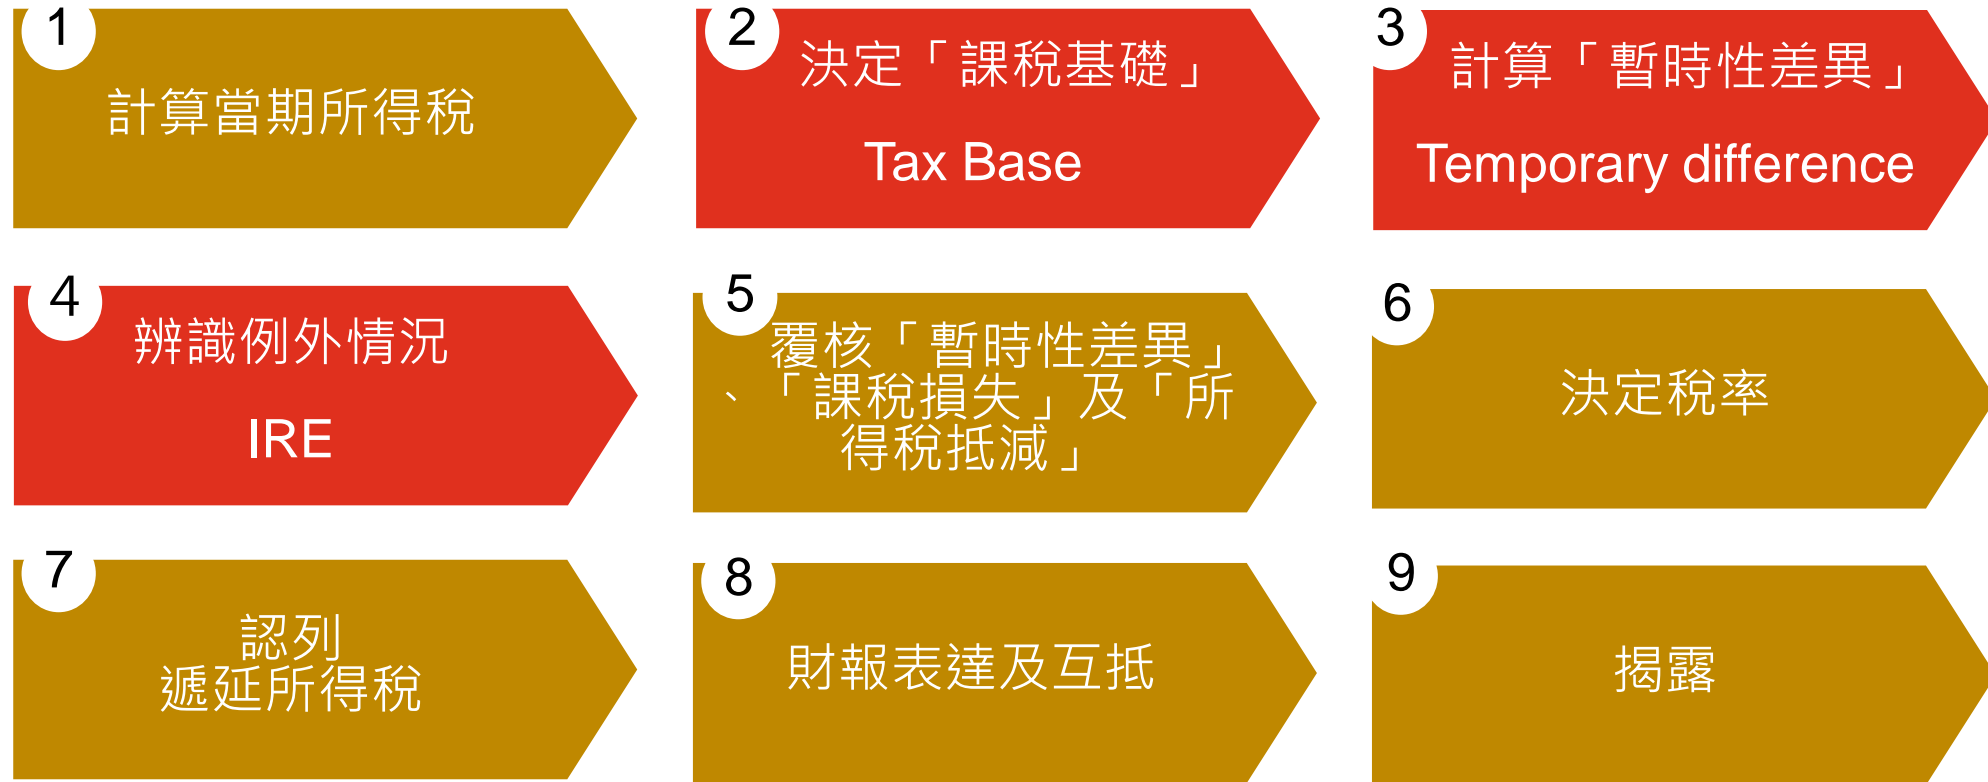 1
計算當期所得稅
2
決定「課稅基礎」
Tax Base
3
計算「暫時性差異」
Temporary difference
4
辨識例外情況
IRE
5
覆核「暫時性差異」
、「課稅損失」及「所
得稅抵減」
6
決定稅率
7
認列
遞延所得稅
8
財報表達及互抵
9
揭露